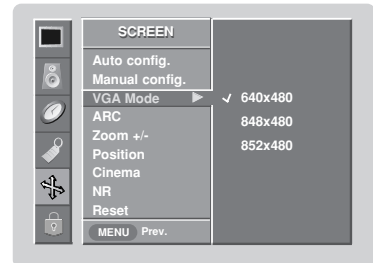 SCREEN
Auto config.
Manual config.
VGA Mode ► ✓ 640x480
848x480
852x480
ARC
Zoom +/-
Position
Cinema
NR
Reset
MENU Prev.